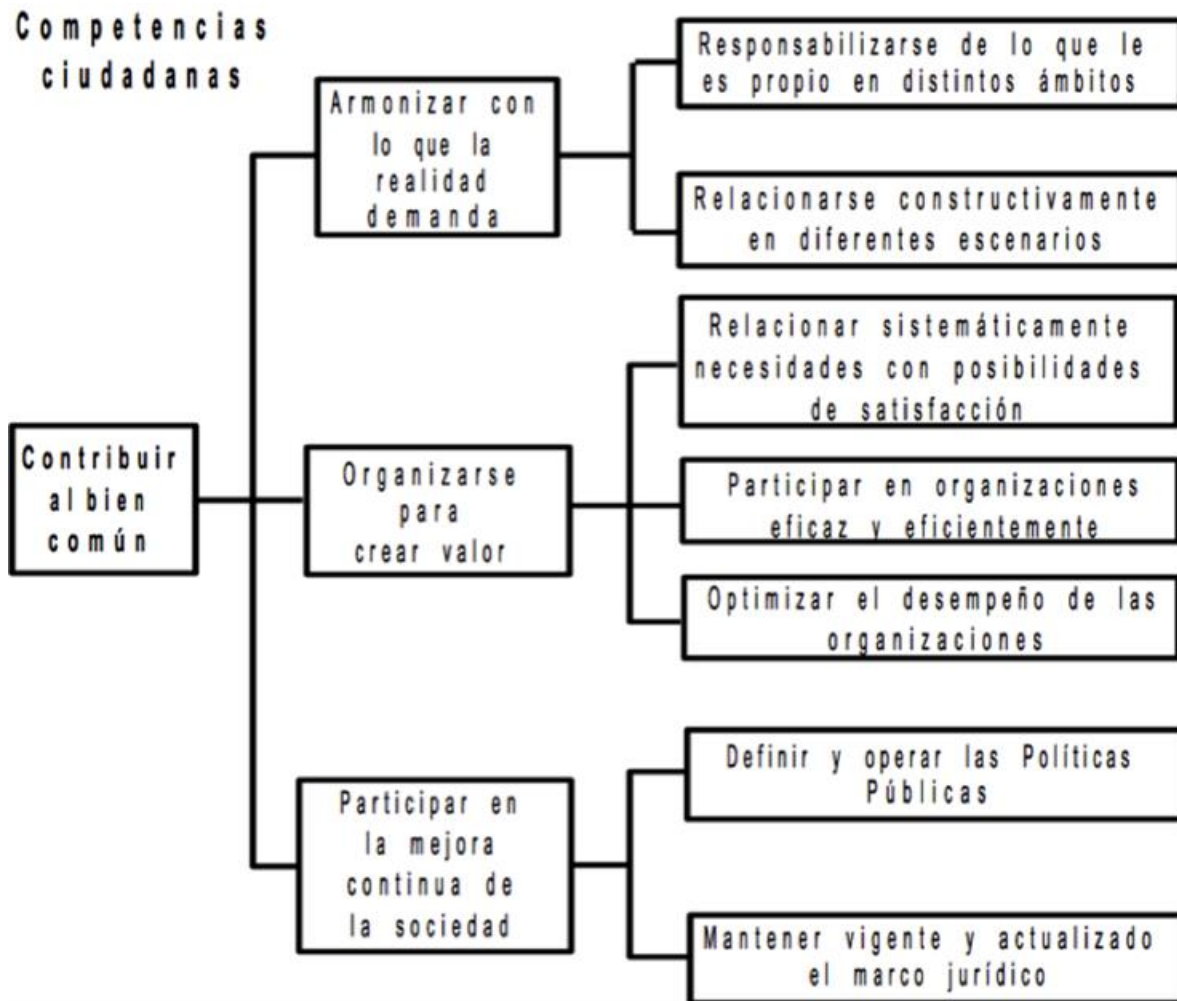 Competencias
ciudadanas
Contribuir
al bien
común
Armonizar con
lo que la
realidad
demanda
Responsabilizarse de lo que le
es propio en distintos ámbitos
Relacionarse constructivamente
en diferentes escenarios
Organizarse
para
crear valor
Relacionar sistemáticamente
necesidades con posibilidades
de satisfacción
Participar en organizaciones
eficaz y eficientemente
Optimizar el desempeño de las
organizaciones
Participar en
la mejora
continua de
la sociedad
Definir y operar las Políticas
Públicas
Mantener vigente y actualizado
el marco jurídico